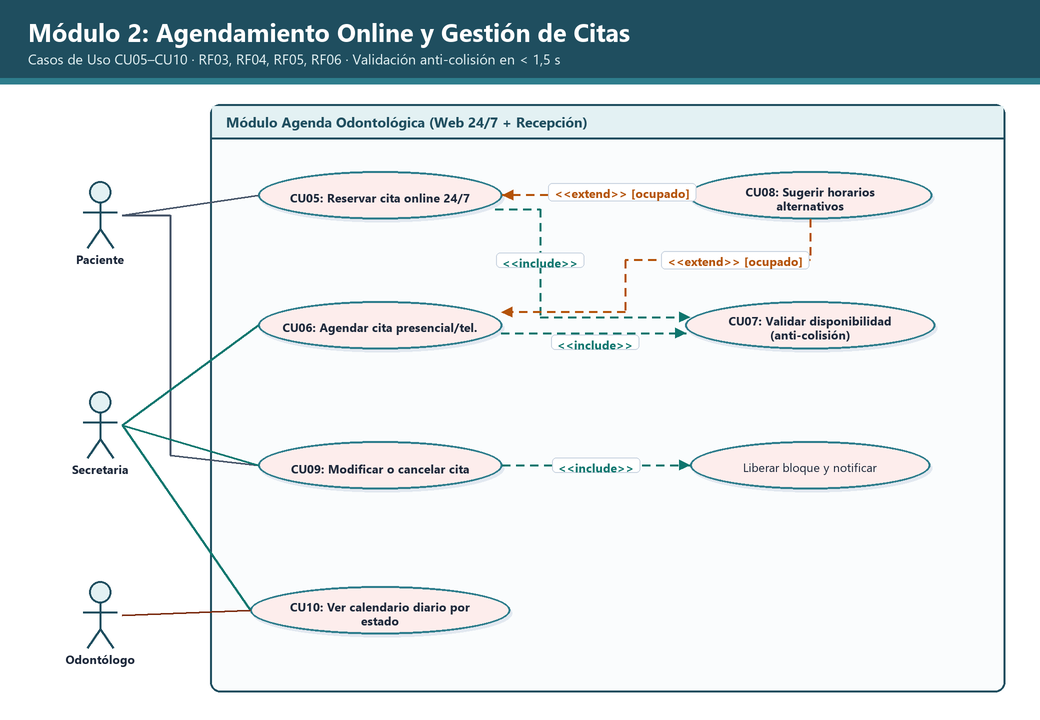 Módulo 2: Agendamiento Online y Gestión de Citas
Casos de Uso CU05–CU10 · RF03, RF04, RF05, RF06 · Validación anti-colisión en < 1,5 s
Módulo Agenda Odontológica (Web 24/7 + Recepción)
CU05: Reservar cita online 24/7
<<extend>> [ocupado]
CU08: Sugerir horarios
alternativos
Paciente
<<include>>
<<extend>> [ocupado]
CU06: Agendar cita presencial/tel.
CU07: Validar disponibilidad
(anti-colisión)
<<include>>
Secretaria
CU09: Modificar o cancelar cita
<<include>>
Liberar bloque y notificar
CU10: Ver calendario diario por
estado
Odontólogo